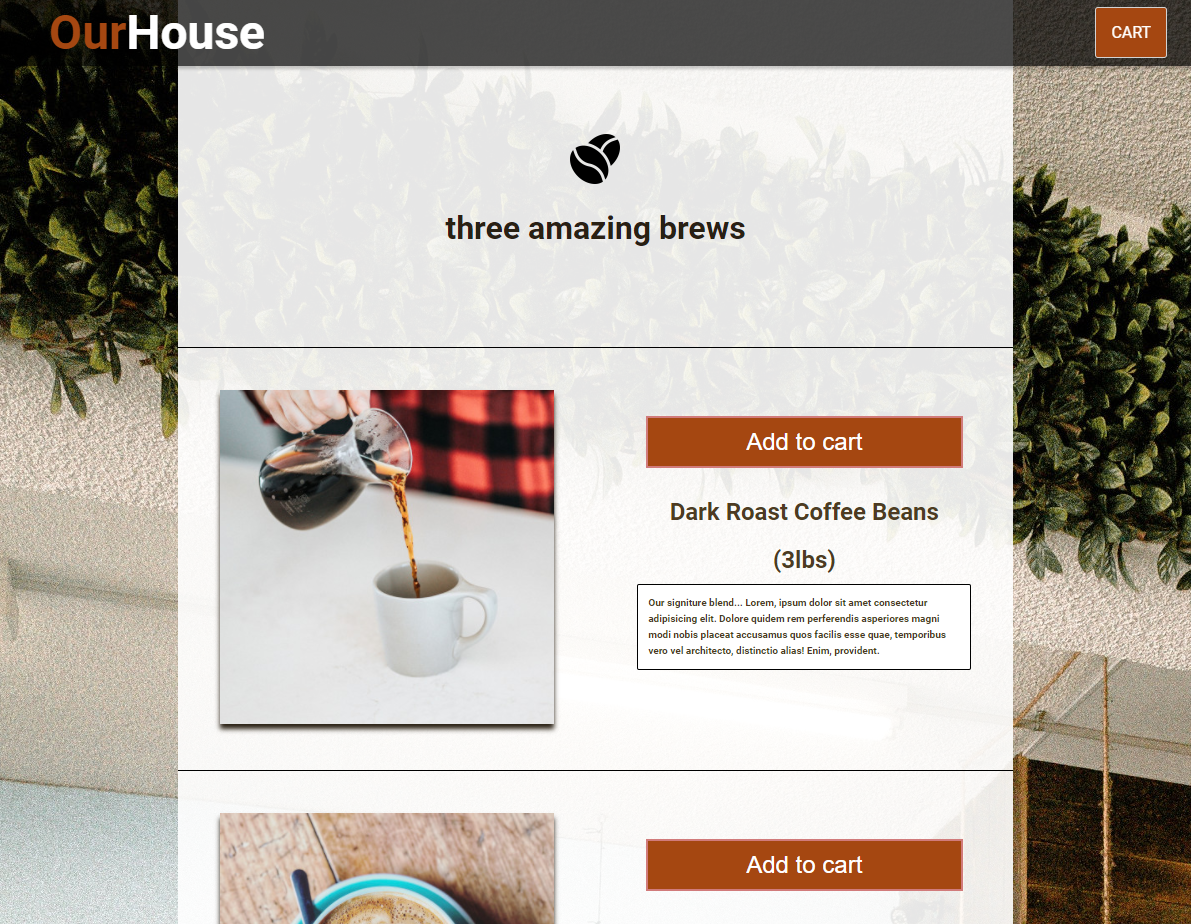 OurHouse
CART
three amazing brews
Add to cart
Dark Roast Coffee Beans
(3lbs)
Our signiture blend... Lorem, ipsum dolor sit amet consectetur
adipisicing elit. Dolore quidem rem perferendis asperiores magni
modi nobis placeat accusamus quos facilis esse quae, temporibus
vero vel architecto, distinctio alias! Enim, provident.
Add to cart